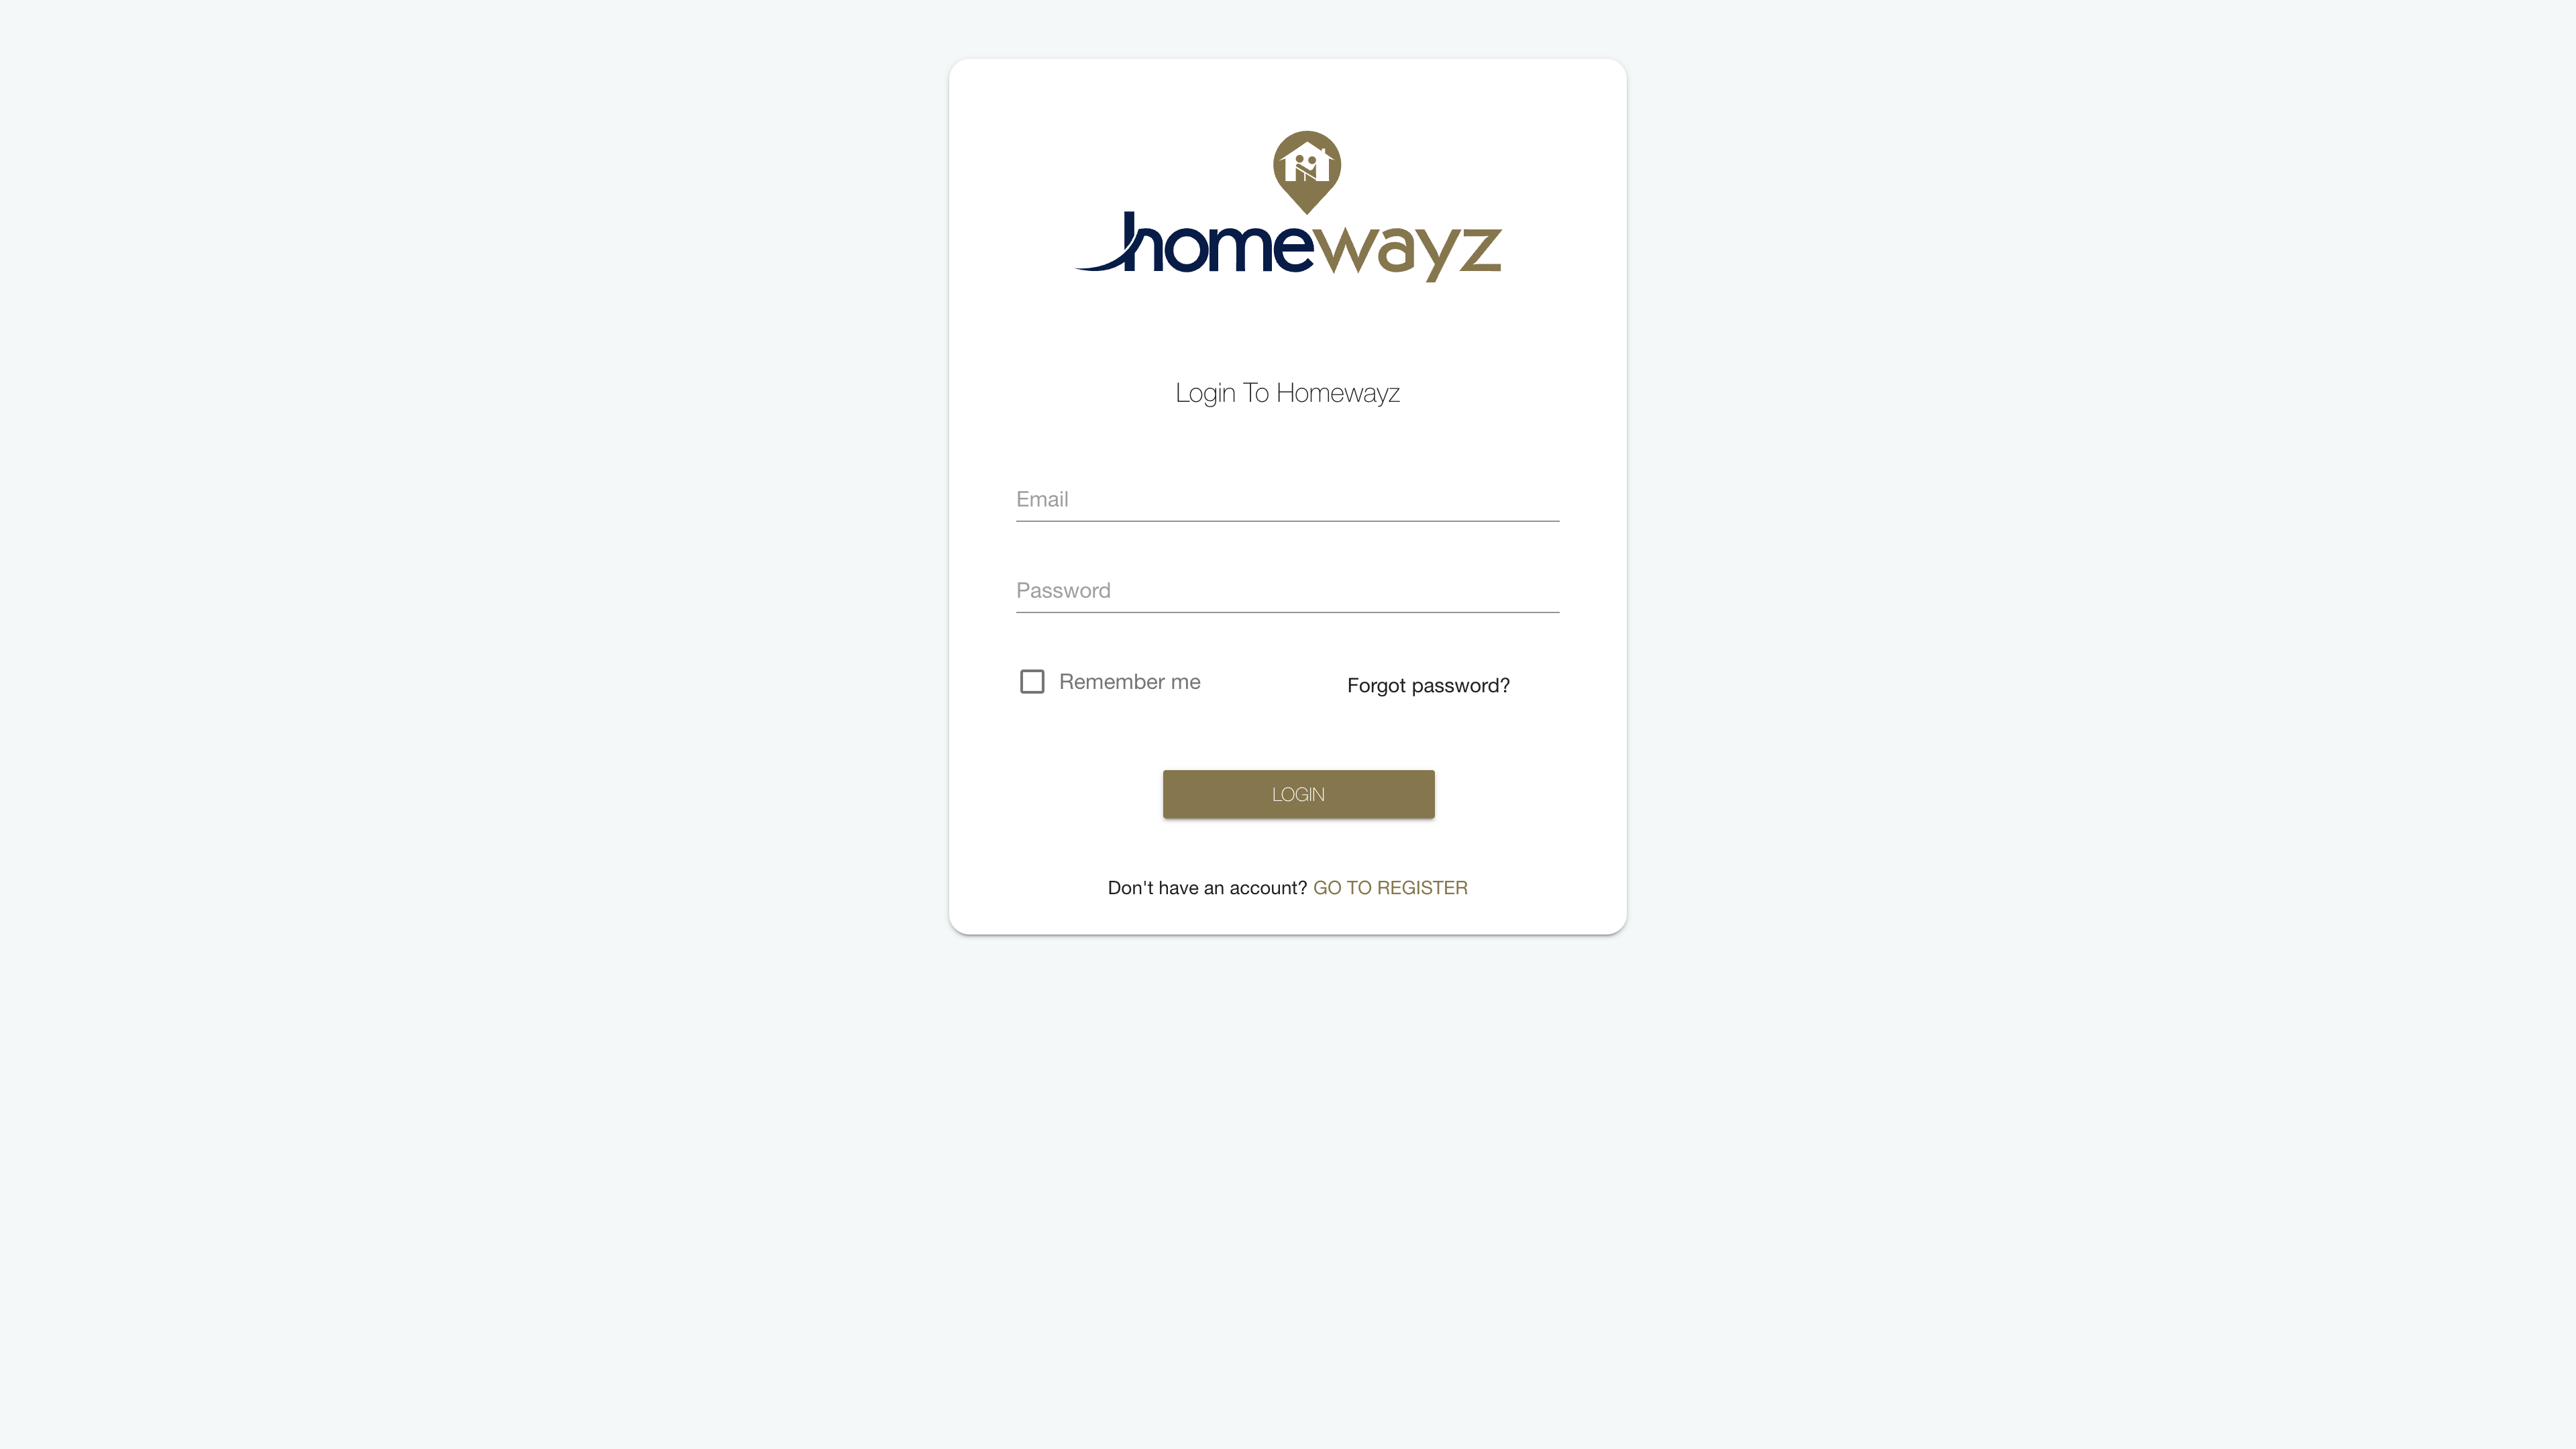 homewayz
Login To Homewayz
Email
Password
Remember me
Forgot password?
LOGIN
Don't have an account? GO TO REGISTER